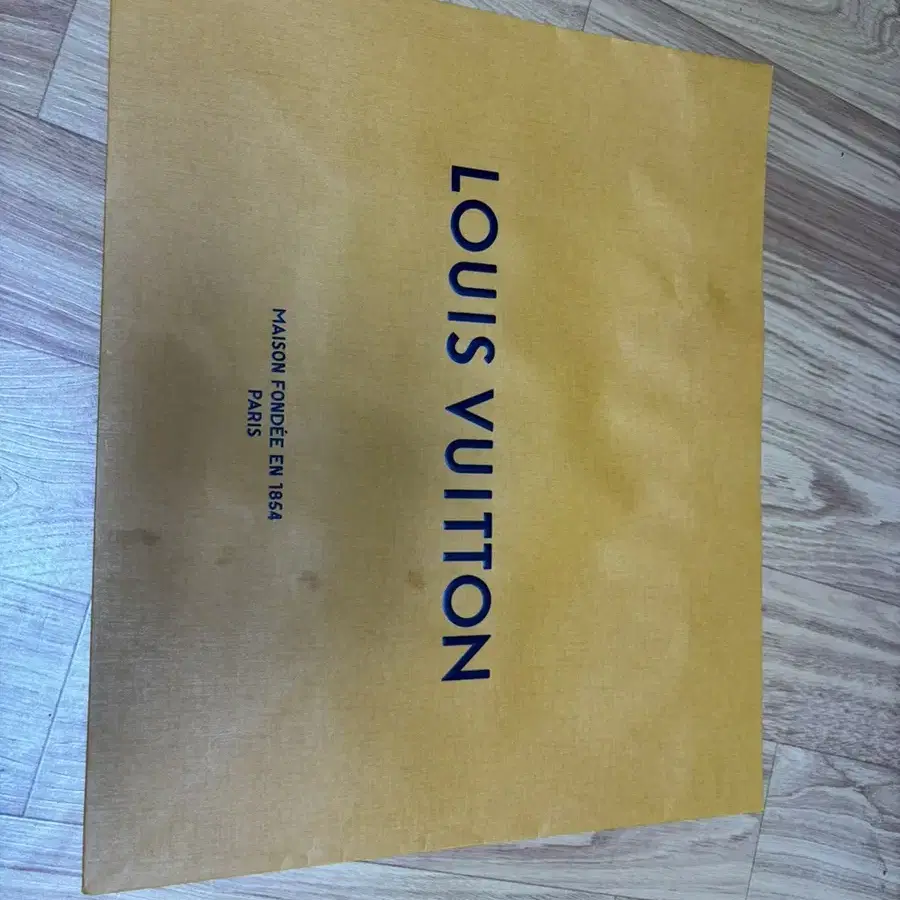 LOUIS VUITTON
MAISON FONDÉE EN 1854
PARIS